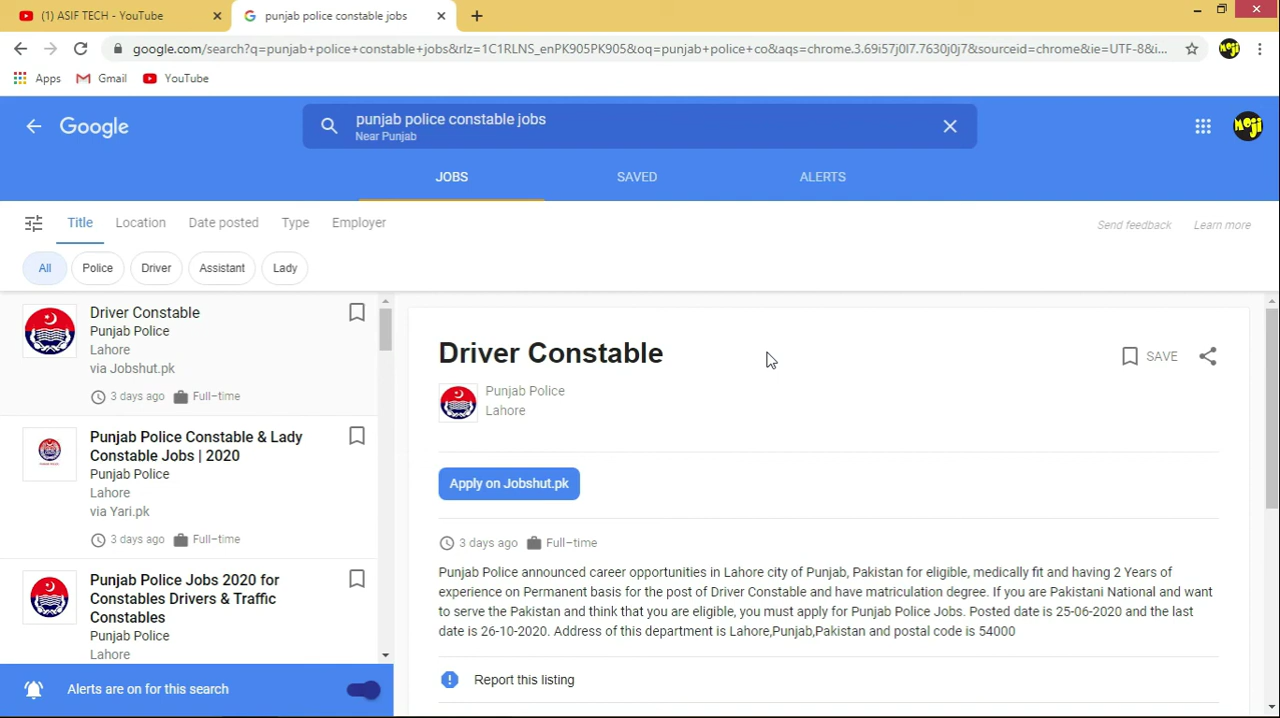 (1) ASIF TECH - YouTube
punjab police constable jobs
google.com/search?q=punjab+police+constable+jobs&rlz=1C1RLNS_enPK905PK905&oq=punjab+police+co&aqs=chrome.3.69i57j0l7.7630j0j7&sourceid=chrome&ie=UTF-8&i...
Apps
Gmail
YouTube
Google
punjab police constable jobs
Near Punjab
Moji
JOBS
SAVED
ALERTS
Title
Location
Date posted
Type
Employer
Send feedback
Learn more
All
Police
Driver
Assistant
Lady
Driver Constable
Punjab Police
Lahore
via Jobshut.pk
3 days ago
Full-time
Punjab Police Constable & Lady
Constable Jobs | 2020
Punjab Police
Lahore
via Yari.pk
3 days ago
Full-time
Punjab Police Jobs 2020 for
Constables Drivers & Traffic
Constables
Punjab Police
Lahore
Alerts are on for this search
Driver Constable
SAVE
Punjab Police
Lahore
Apply on Jobshut.pk
3 days ago
Full-time
Punjab Police announced career opportunities in Lahore city of Punjab, Pakistan for eligible, medically fit and having 2 Years of
experience on Permanent basis for the post of Driver Constable and have matriculation degree. If you are Pakistani National and want
to serve the Pakistan and think that you are eligible, you must apply for Punjab Police Jobs. Posted date is 25-06-2020 and the last
date is 26-10-2020. Address of this department is Lahore,Punjab,Pakistan and postal code is 54000
Report this listing